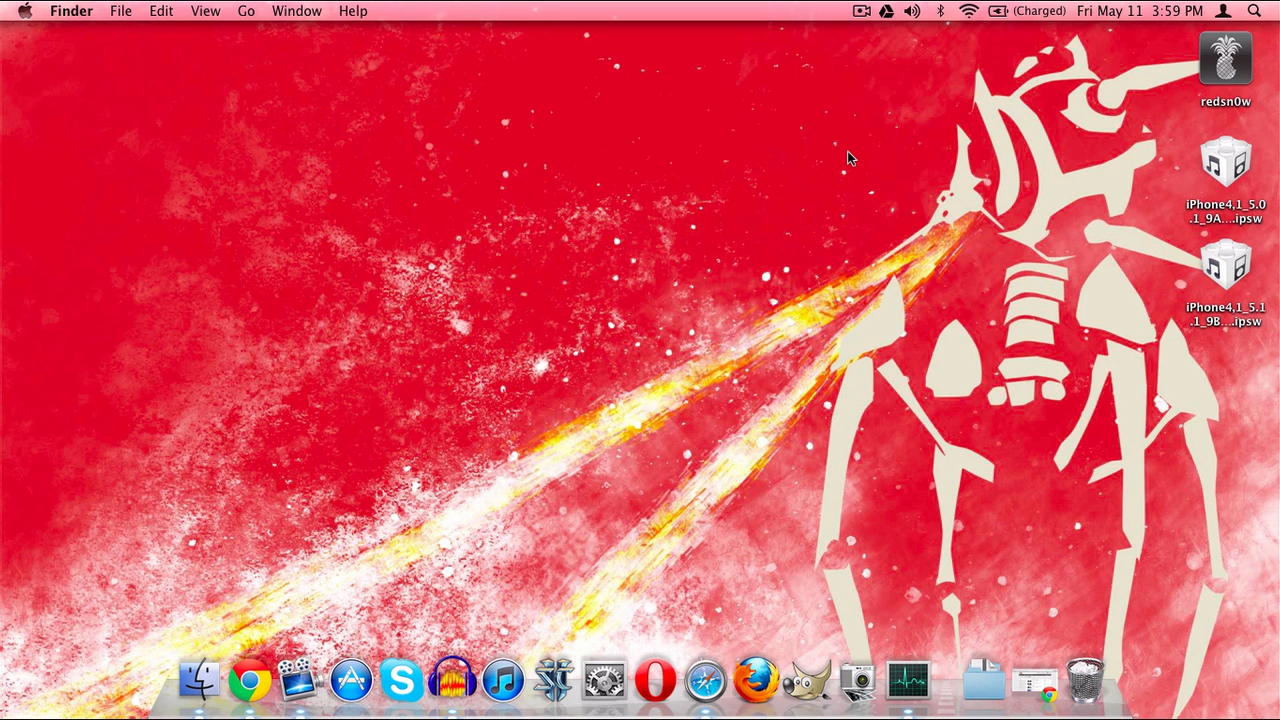 Finder File Edit View Go Window Help (Charged) Fri May 11 3:59 PM
redsn0w
iPhone4,1_5.0
.1_9A....ipsw
iPhone4,1_5.1
.1_9B....ipsw